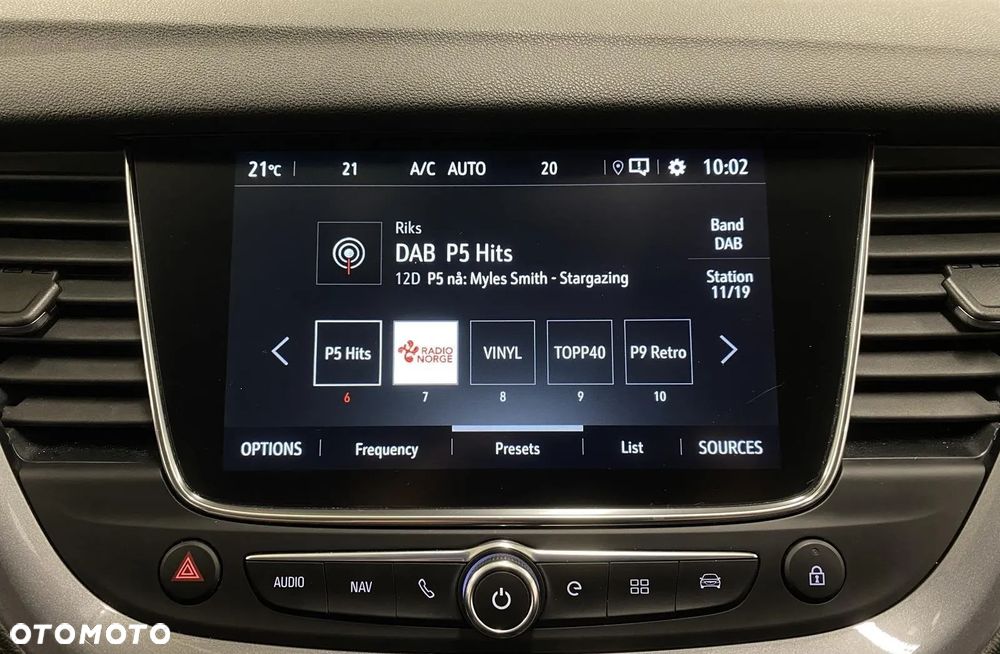 21°C 21 A/C AUTO 20 10:02
Riks
DAB P5 Hits
12D P5 nå: Myles Smith - Stargazing
Band
DAB
Station
11/19
P5 Hits
RADIO
NORGE
VINYL
TOPP40
P9 Retro
6 7 8 9 10
OPTIONS Frequency Presets List SOURCES
AUDIO NAV
OTOMOTO